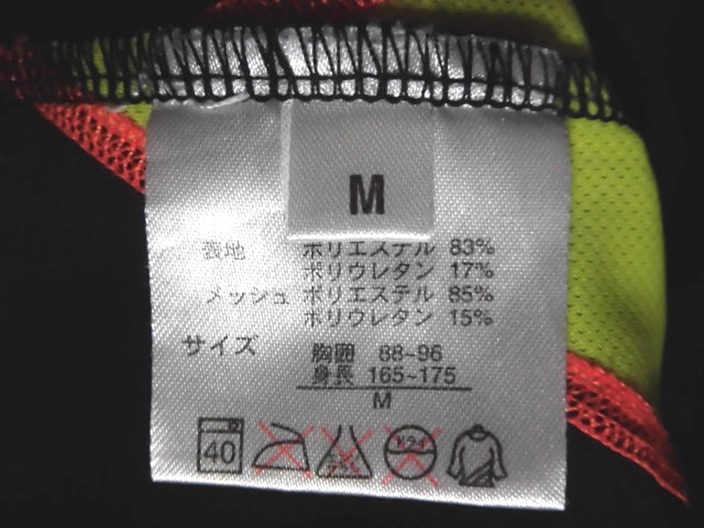 M
表地 ポリエステル 83%
ポリウレタン 17%
メッシュ ポリエステル 85%
ポリウレタン 15%
サイズ 胸囲 88~96
身長 165~175
M
40